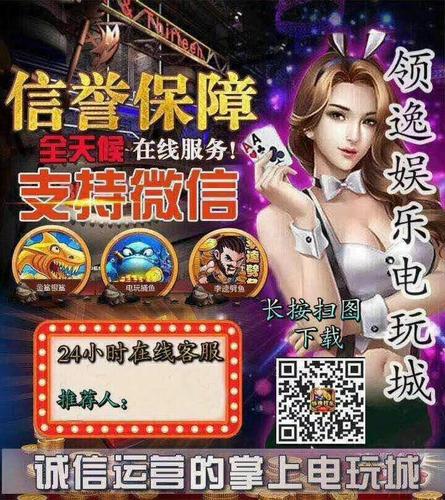 & Thirteen
信誉保障
全天候 在线服务!
支持微信
领逸娱乐电玩城
金鲨银鲨
电玩捕鱼
李逵劈鱼
长按扫图
下载
24小时在线客服
推荐人:
诚信运营的掌上电玩城